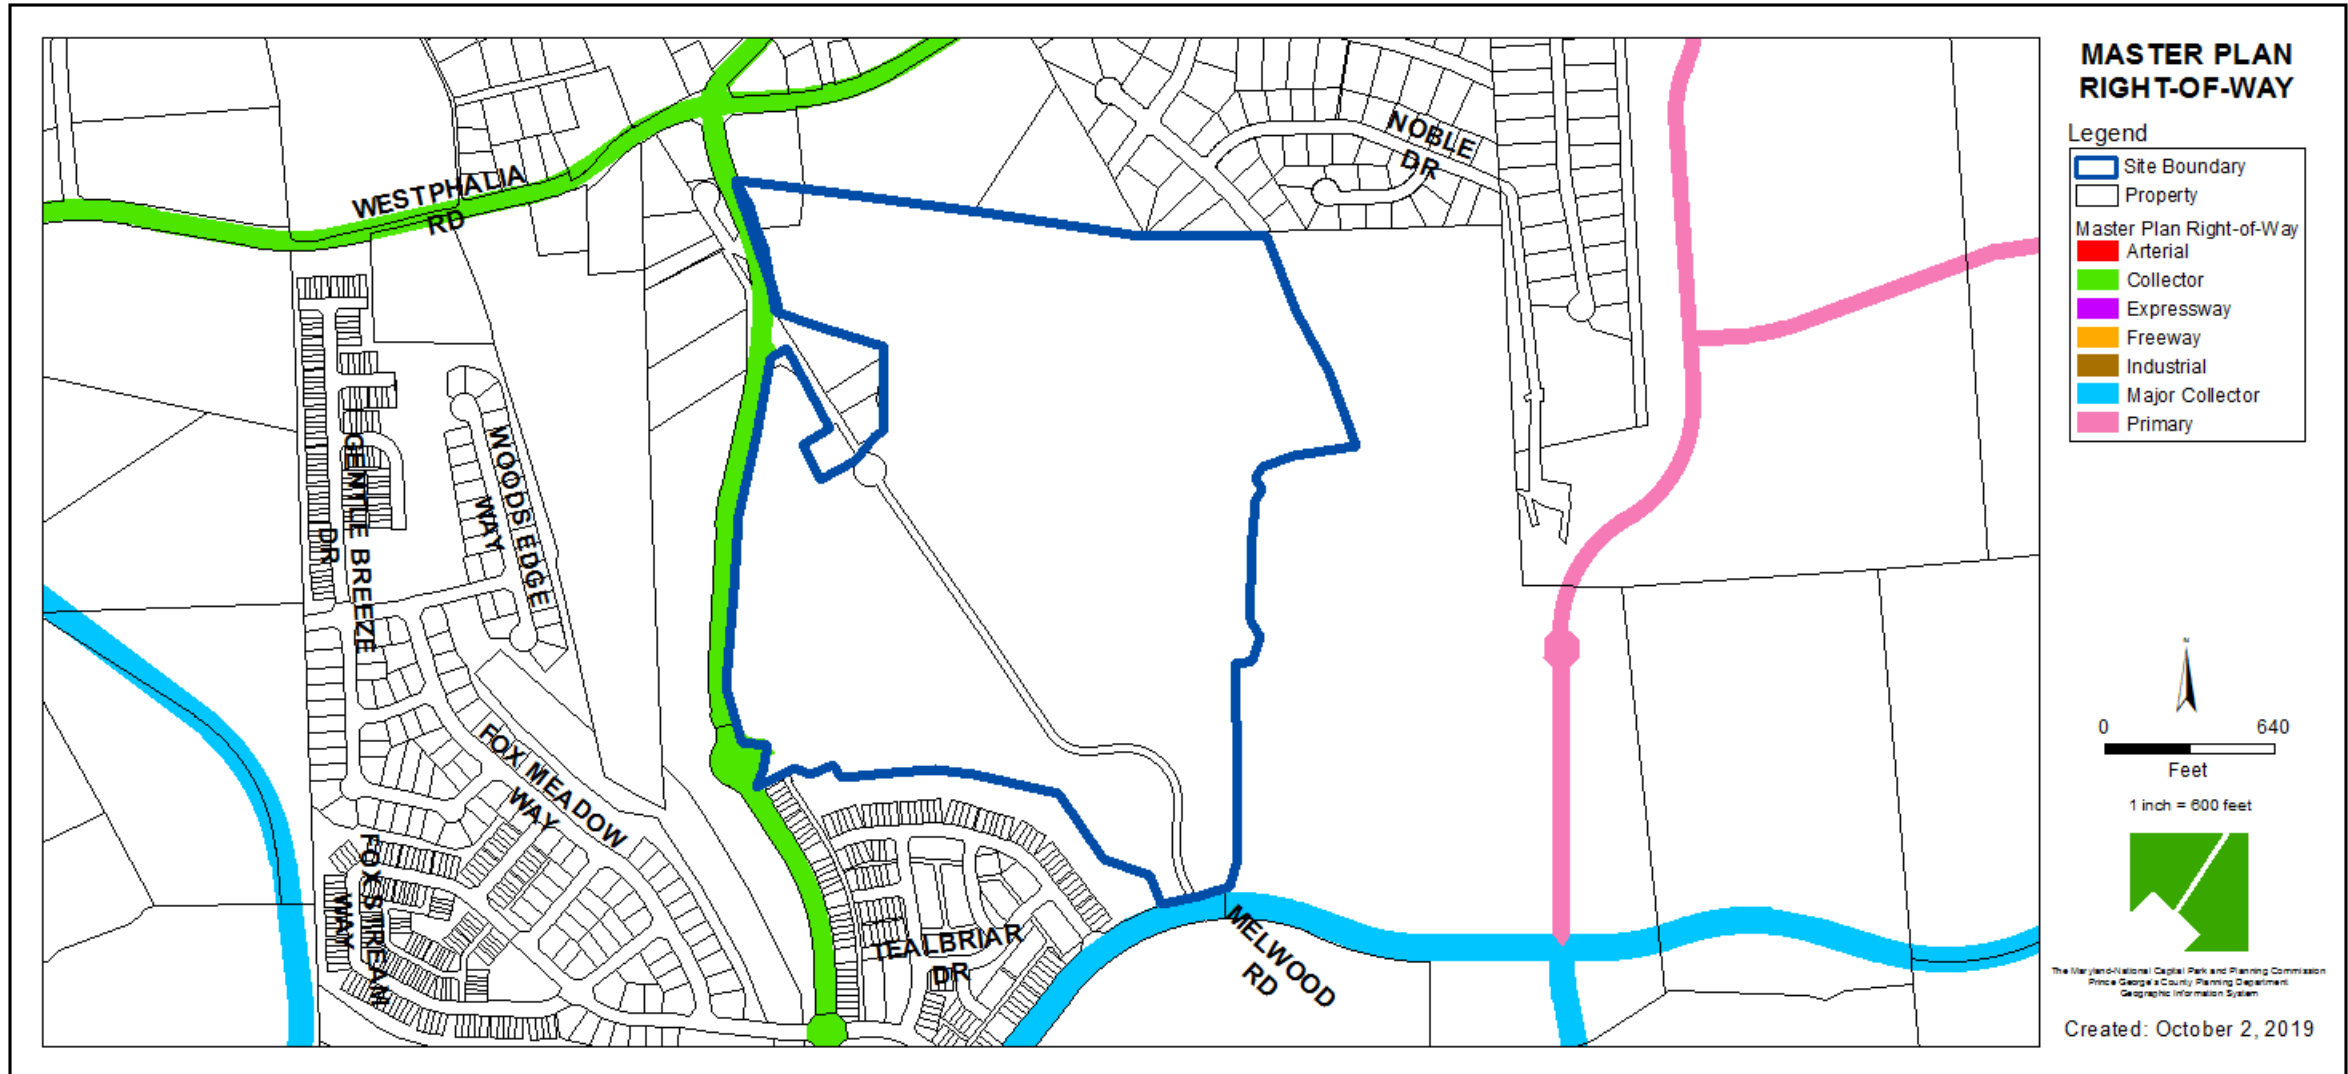 MASTER PLAN
RIGHT-OF-WAY
Legend
Site Boundary
Property
Master Plan Right-of-Way
Arterial
Collector
Expressway
Freeway
Industrial
Major Collector
Primary
N
0 640
Feet
1 inch = 600 feet
The Maryland-National Capital Park and Planning Commission
Prince George's County Planning Department
Geographic Information System
Created: October 2, 2019
WESTPHALIA
RD
NOBLE
DR
GENTLE BREEZE
DR
WOODS EDGE
WAY
FOX MEADOW
WAY
FOX STREAM
WAY
TEALBRIAR
DR
MELWOOD
RD